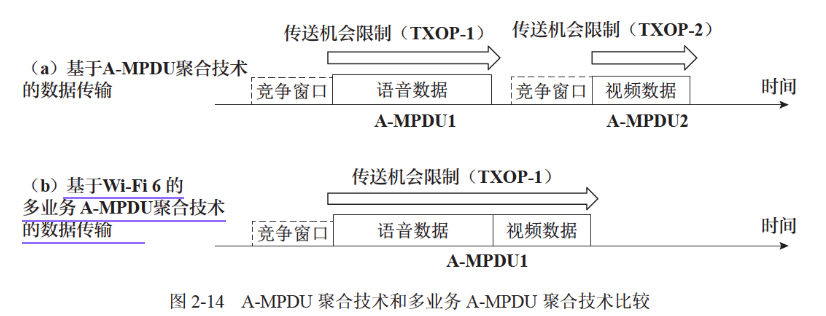 传送机会限制（TXOP-1） 传送机会限制（TXOP-2）
（a）基于A-MPDU聚合技术
的数据传输
竞争窗口 语音数据 竞争窗口 视频数据 时间
A-MPDU1 A-MPDU2
（b）基于Wi-Fi 6 的
多业务 A-MPDU聚合技术
的数据传输
传送机会限制（TXOP-1）
竞争窗口 语音数据 视频数据 时间
A-MPDU1
图 2-14 A-MPDU 聚合技术和多业务 A-MPDU 聚合技术比较